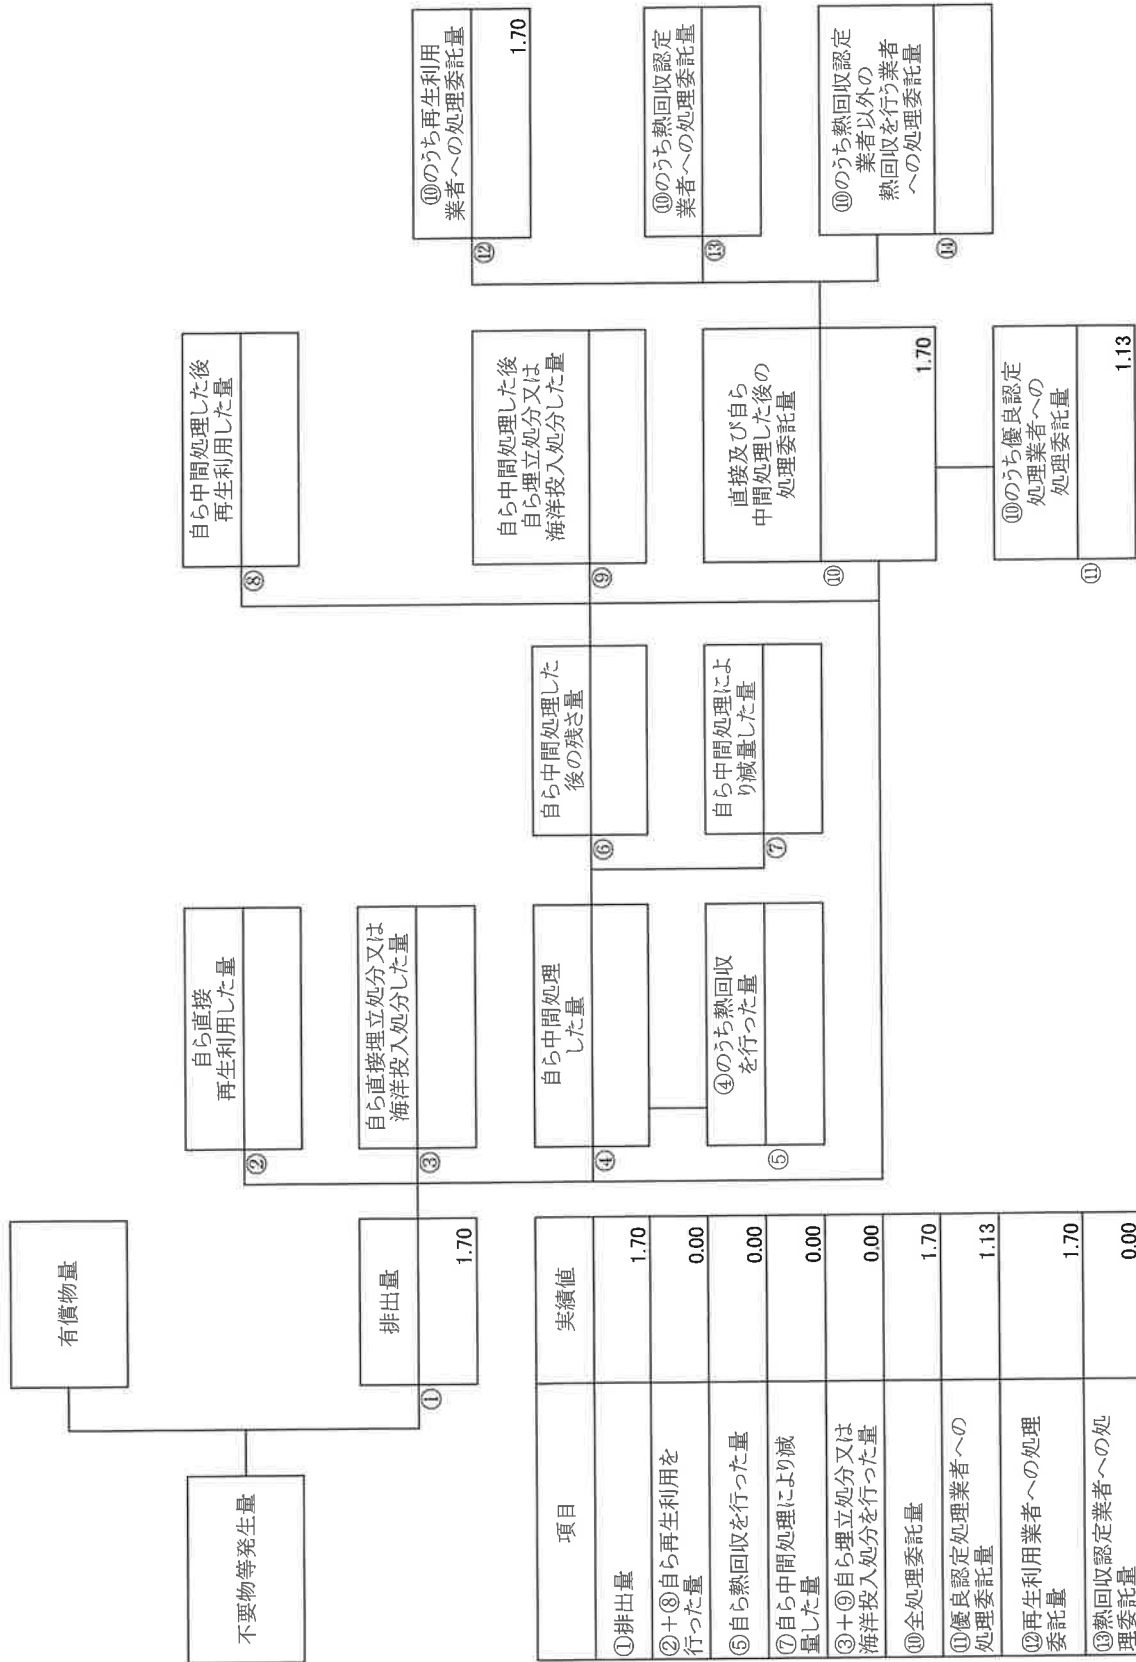 不要物等発生量
有償物量
排出量
①
1.70
自ら直接
再生利用した量
②
自ら直接埋立処分又は
海洋投入処分した量
③
自ら中間処理
した量
④
④のうち熱回収
を行った量
⑤
自ら中間処理した
後の残さ量
⑥
自ら中間処理によ
り減量した量
⑦
自ら中間処理した後
再生利用した量
⑧
自ら中間処理した後
自ら埋立処分又は
海洋投入処分した量
⑨
直接及び自ら
中間処理した後の
処理委託量
⑩
1.70
⑩のうち優良認定
処理業者への
処理委託量
⑪
1.13
⑩のうち再生利用
業者への処理委託量
⑫
1.70
⑩のうち熱回収認定
業者への処理委託量
⑬
⑩のうち熱回収認定
業者以外の
熱回収を行う業者
への処理委託量
⑭
項目 実績値
①排出量 1.70
②+⑧自ら再生利用を
行った量 0.00
⑤自ら熱回収を行った量 0.00
⑦自ら中間処理により減
量した量 0.00
③+⑨自ら埋立処分又は
海洋投入処分を行った量 0.00
⑩全処理委託量 1.70
⑪優良認定処理業者への
処理委託量 1.13
⑫再生利用業者への処理
委託量 1.70
⑬熱回収認定業者への処
理委託量 0.00